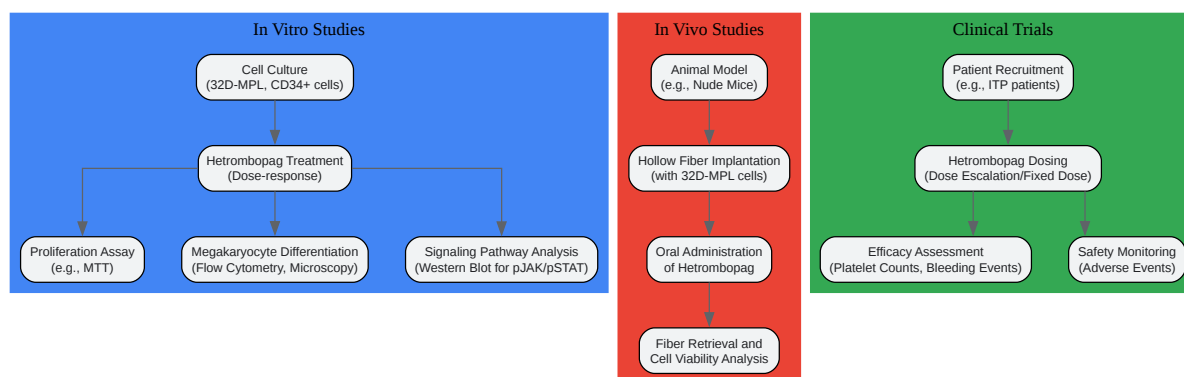 In Vitro Studies
Cell Culture
(32D-MPL, CD34+ cells)
Hetrombopag Treatment
(Dose-response)
Proliferation Assay
(e.g., MTT)
Megakaryocyte Differentiation
(Flow Cytometry, Microscopy)
Signaling Pathway Analysis
(Western Blot for pJAK/pSTAT)
In Vivo Studies
Animal Model
(e.g., Nude Mice)
Hollow Fiber Implantation
(with 32D-MPL cells)
Oral Administration
of Hetrombopag
Fiber Retrieval and
Cell Viability Analysis
Clinical Trials
Patient Recruitment
(e.g., ITP patients)
Hetrombopag Dosing
(Dose Escalation/Fixed Dose)
Efficacy Assessment
(Platelet Counts, Bleeding Events)
Safety Monitoring
(Adverse Events)